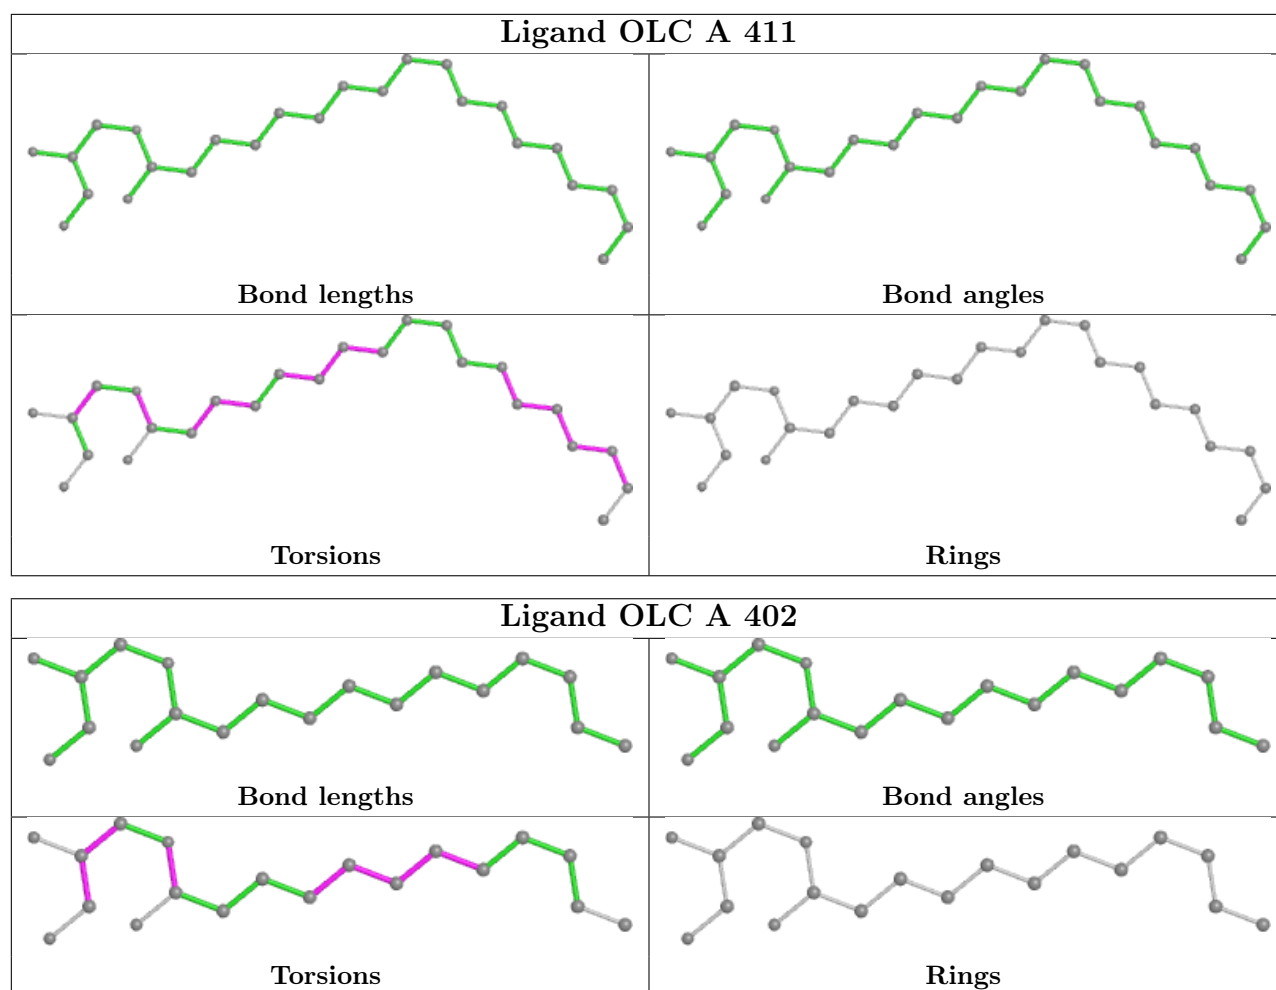 Ligand OLC A 411
Bond lengths
Bond angles
Torsions
Rings
Ligand OLC A 402
Bond lengths
Bond angles
Torsions
Rings